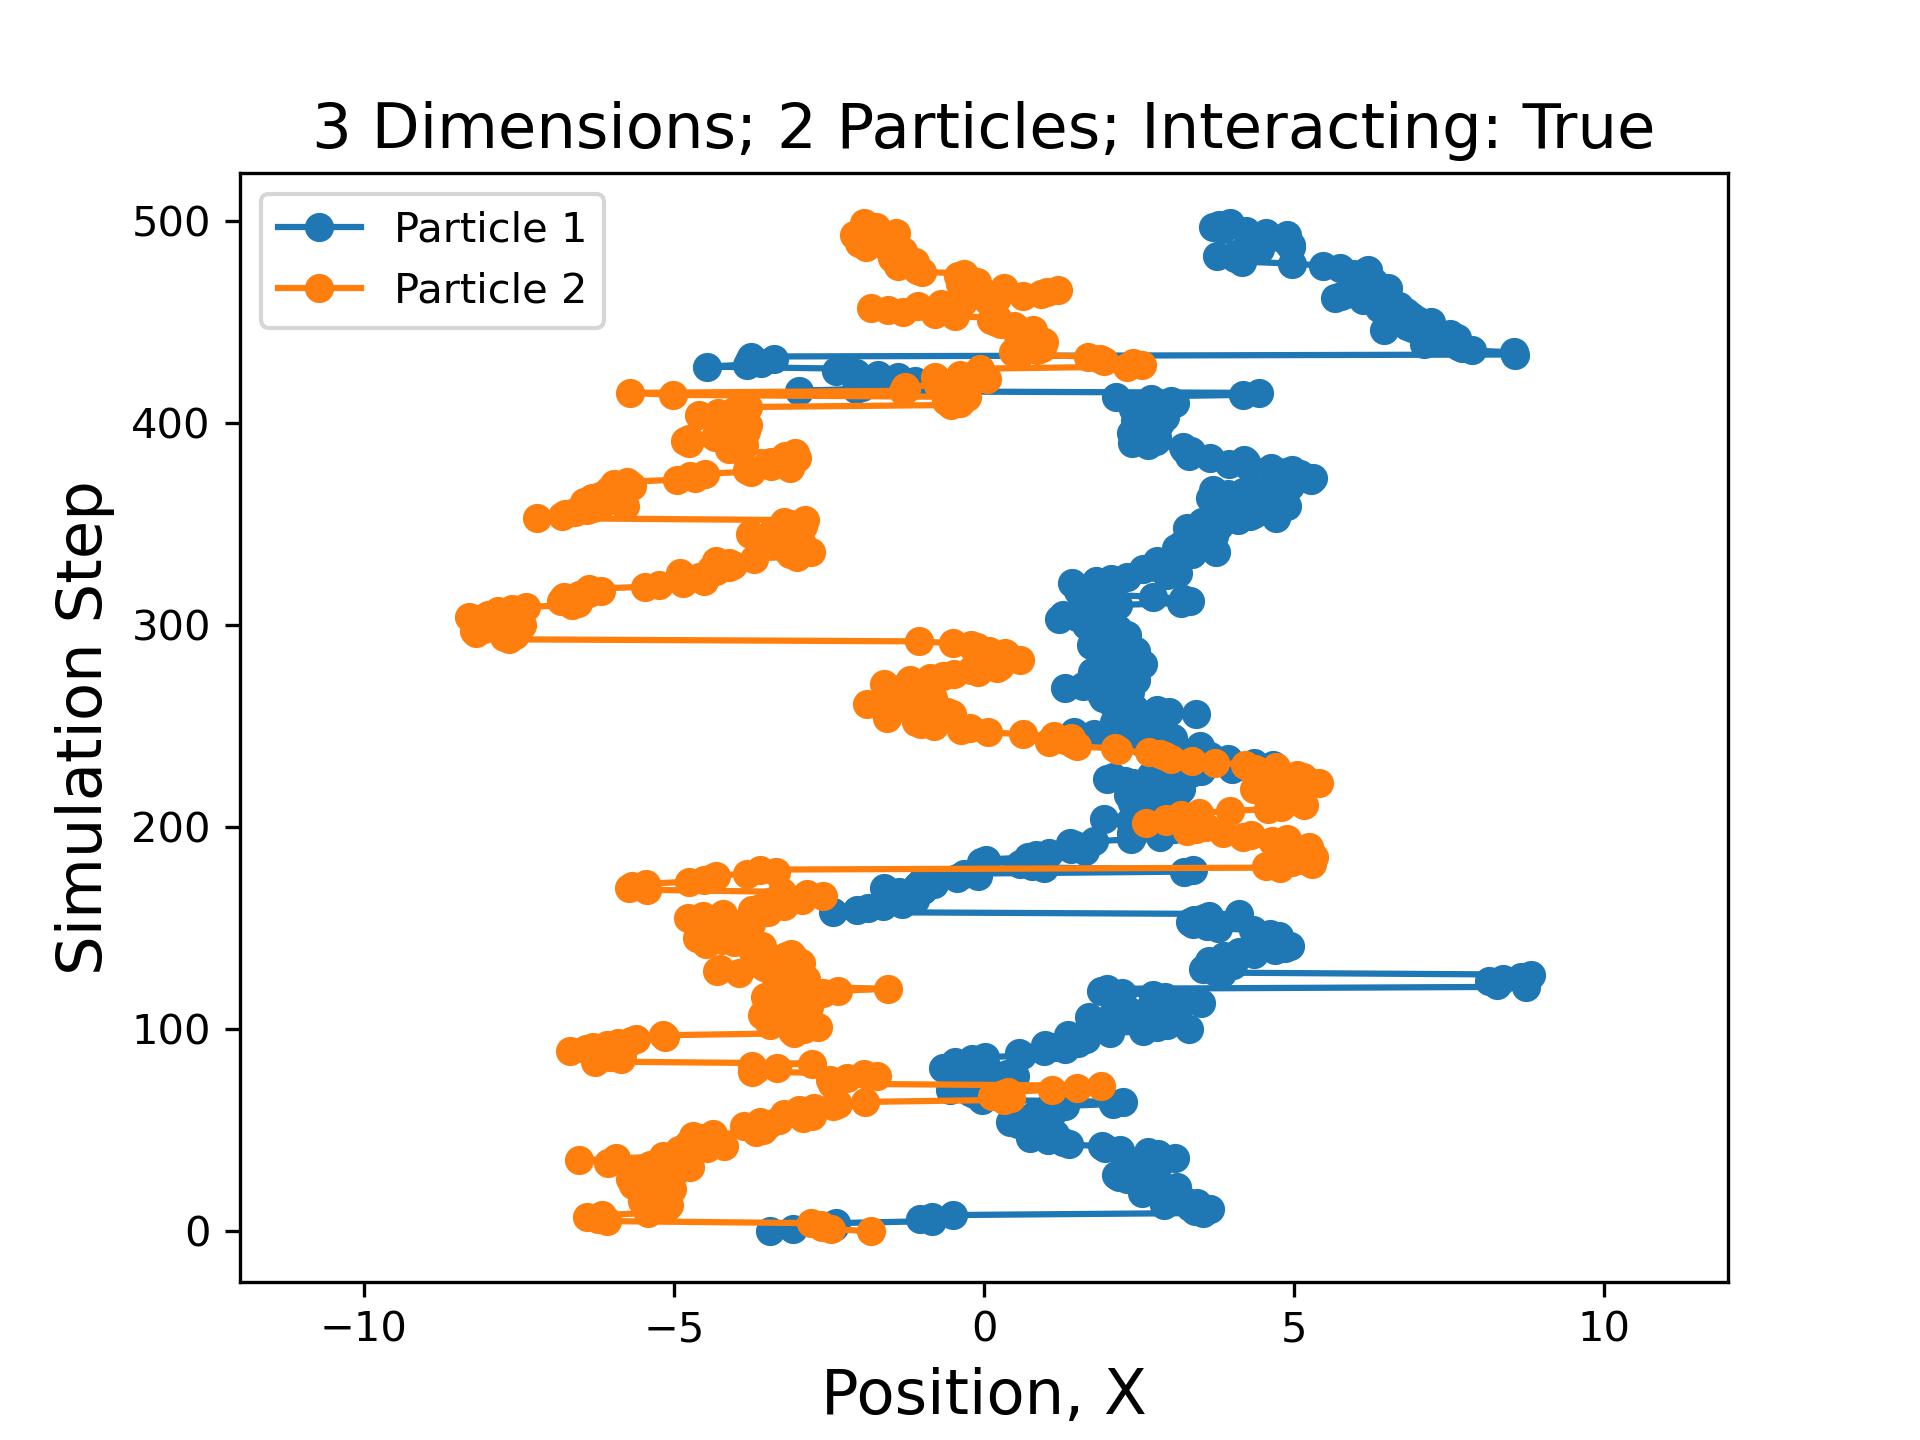 3 Dimensions; 2 Particles; Interacting: True
Particle 1
Particle 2
500
400
300
200
100
0
Simulation Step
−10
−5
0
5
10
Position, X